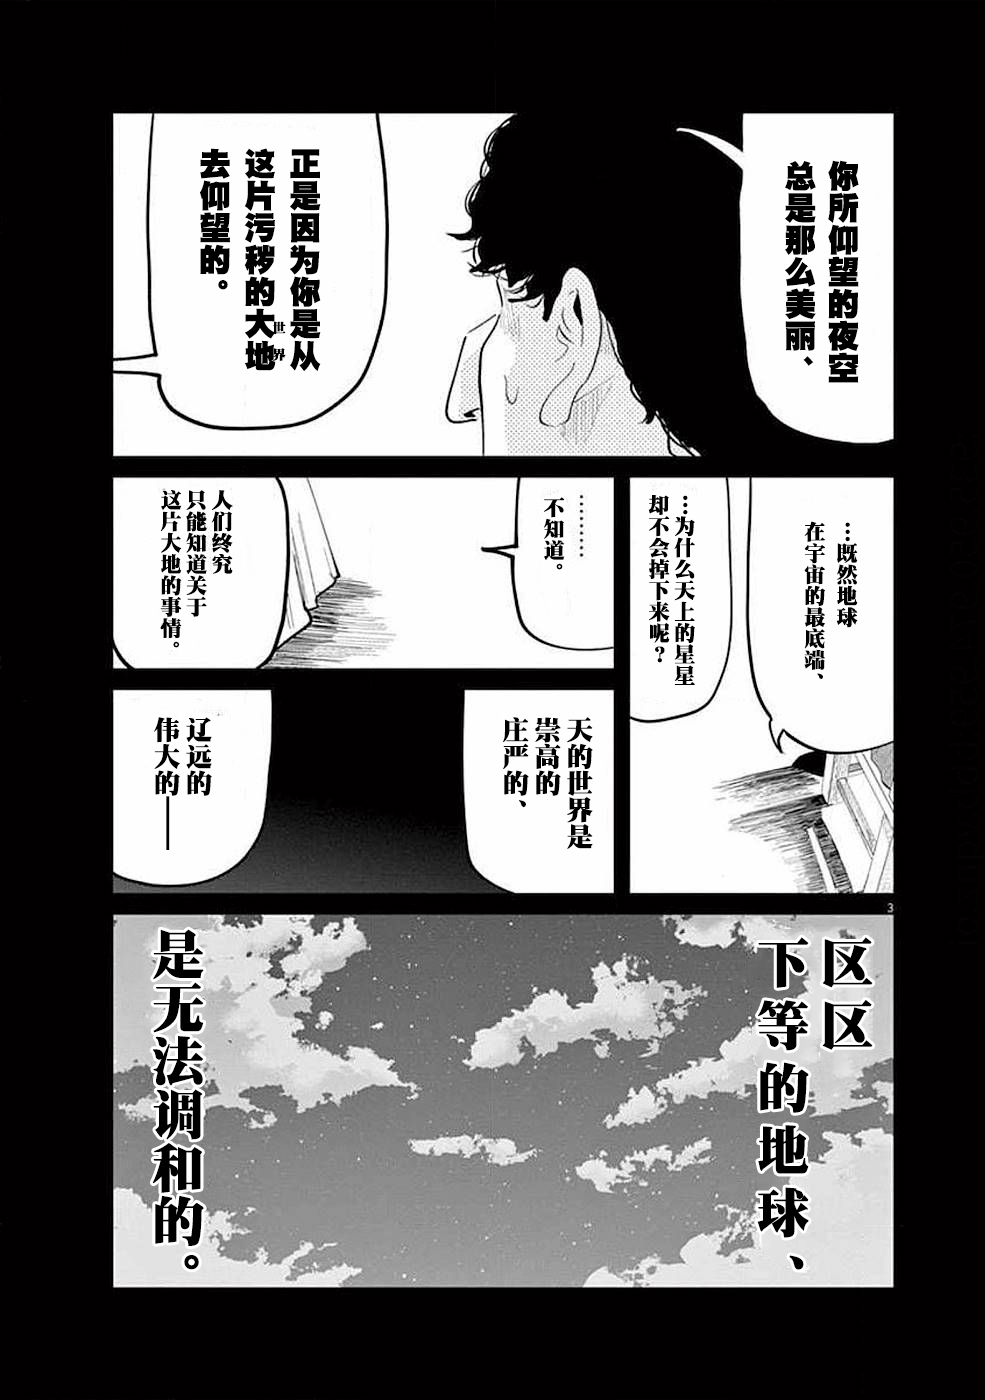 你所仰望的夜空
总是那么美丽、
正是因为你是从
这片污秽的大地
世界
去仰望的。
…既然地球
在宇宙的最底端、
…为什么天上的星星
却不会掉下来呢？
………
不知道。
人们终究
只能知道关于
这片大地的事情。
天的世界是
崇高的
庄严的、
辽远的
伟大的——
3
区区
下等的地球、
是无法调和的。